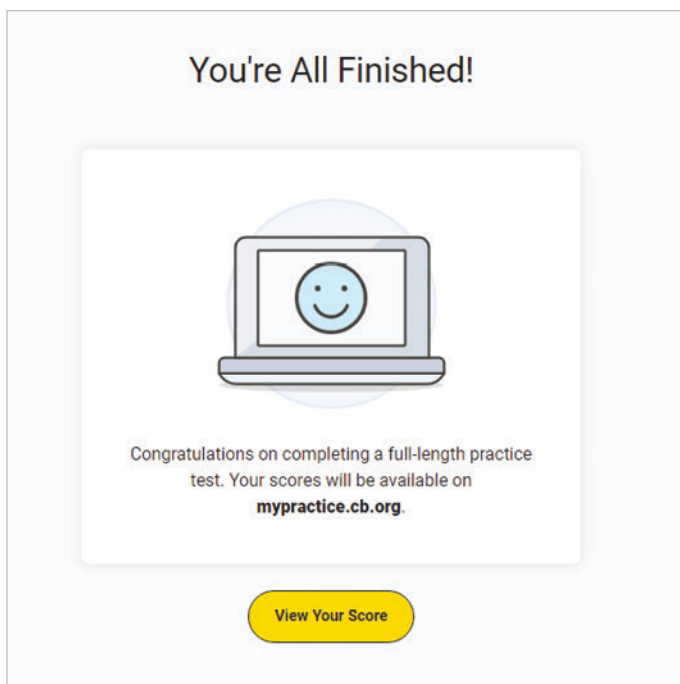 You're All Finished!
Congratulations on completing a full-length practice
test. Your scores will be available on
mypractice.cb.org.
View Your Score